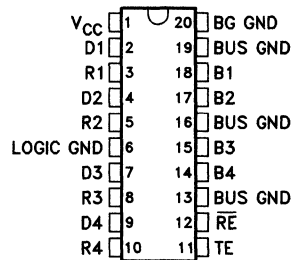 V_CC 1 20 BG GND
D1 2 19 BUS GND
R1 3 18 B1
D2 4 17 B2
R2 5 16 BUS GND
LOGIC GND 6 15 B3
D3 7 14 B4
R3 8 13 BUS GND
D4 9 12 R̅E̅
R4 10 11 TE